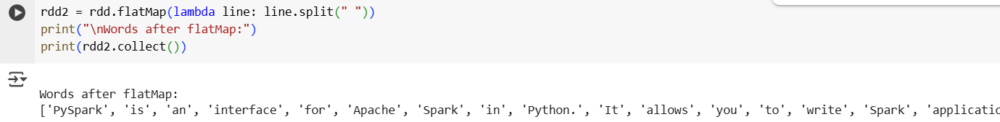 rdd2 = rdd.flatMap(lambda line: line.split(" "))
print("\nWords after flatMap:")
print(rdd2.collect())
Words after flatMap:
['PySpark', 'is', 'an', 'interface', 'for', 'Apache', 'Spark', 'in', 'Python.', 'It', 'allows', 'you', 'to', 'write', 'Spark', 'applicatio